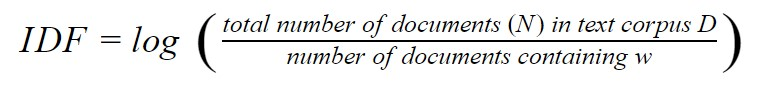 IDF = log ( total number of documents (N) in text corpus D
number of documents containing w )